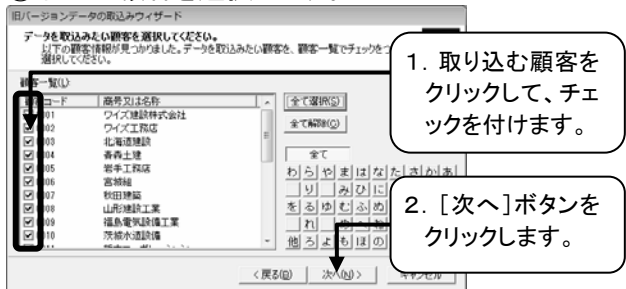 旧バージョンデータの取込みウィザード
データを取込みたい顧客を選択してください。
以下の顧客情報が見つかりました。データを取込みたい顧客を、顧客一覧でチェックをつ
選択してください。
顧客一覧(L)
コード 商号又は名称
001 ワイズ建設株式会社
002 ワイズ工務店
003 北海道建設
004 青森土建
005 岩手工務店
006 宮城組
007 秋田建築
008 山形建設工業
009 福島電気設備工業
010 茨城水道設備
全て選択(S)
全て解除(C)
全て
わ ら や ま は な た さ か あ
り み ひ に
を る ゆ む ふ ぬ
れ
他 ろ よ も ほ の
1. 取り込む顧客を
クリックして、チェ
ックを付けます。
2. [次へ]ボタンを
クリックします。
< 戻る(B) 次へ(N) > キャンセル